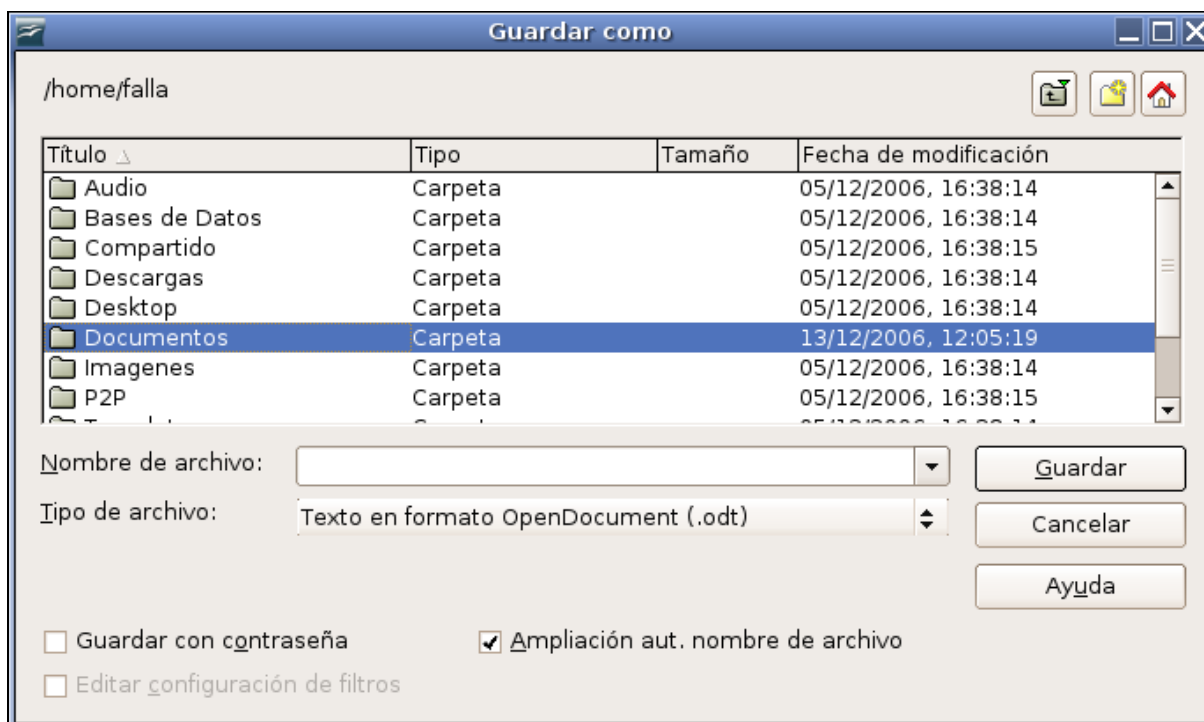 Guardar como
/home/falla
Título Tipo Tamaño Fecha de modificación
Audio Carpeta 05/12/2006, 16:38:14
Bases de Datos Carpeta 05/12/2006, 16:38:14
Compartido Carpeta 05/12/2006, 16:38:15
Descargas Carpeta 05/12/2006, 16:38:14
Desktop Carpeta 05/12/2006, 16:38:14
Documentos Carpeta 13/12/2006, 12:05:19
Imagenes Carpeta 05/12/2006, 16:38:14
P2P Carpeta 05/12/2006, 16:38:15
Nombre de archivo: Guardar
Tipo de archivo: Texto en formato OpenDocument (.odt) Cancelar
Ayuda
Guardar con contraseña Ampliación aut. nombre de archivo
Editar configuración de filtros